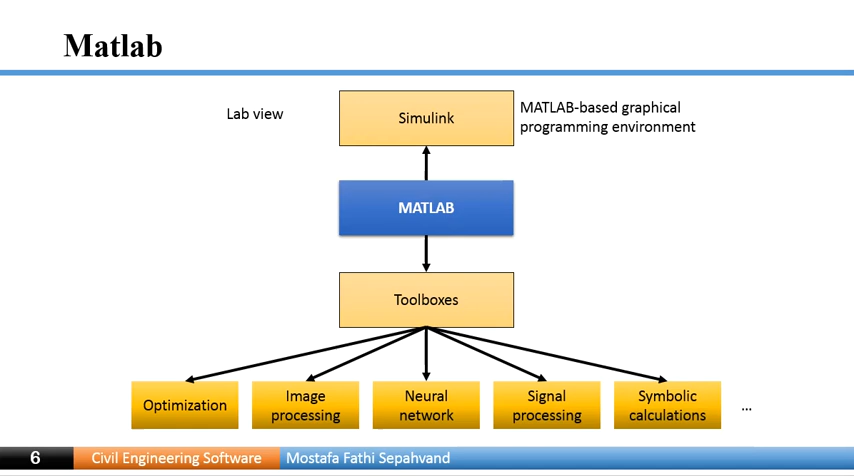 Matlab
Lab view
Simulink
MATLAB-based graphical
programming environment
MATLAB
Toolboxes
Optimization
Image
processing
Neural
network
Signal
processing
Symbolic
calculations
...
6
Civil Engineering Software
Mostafa Fathi Sepahvand